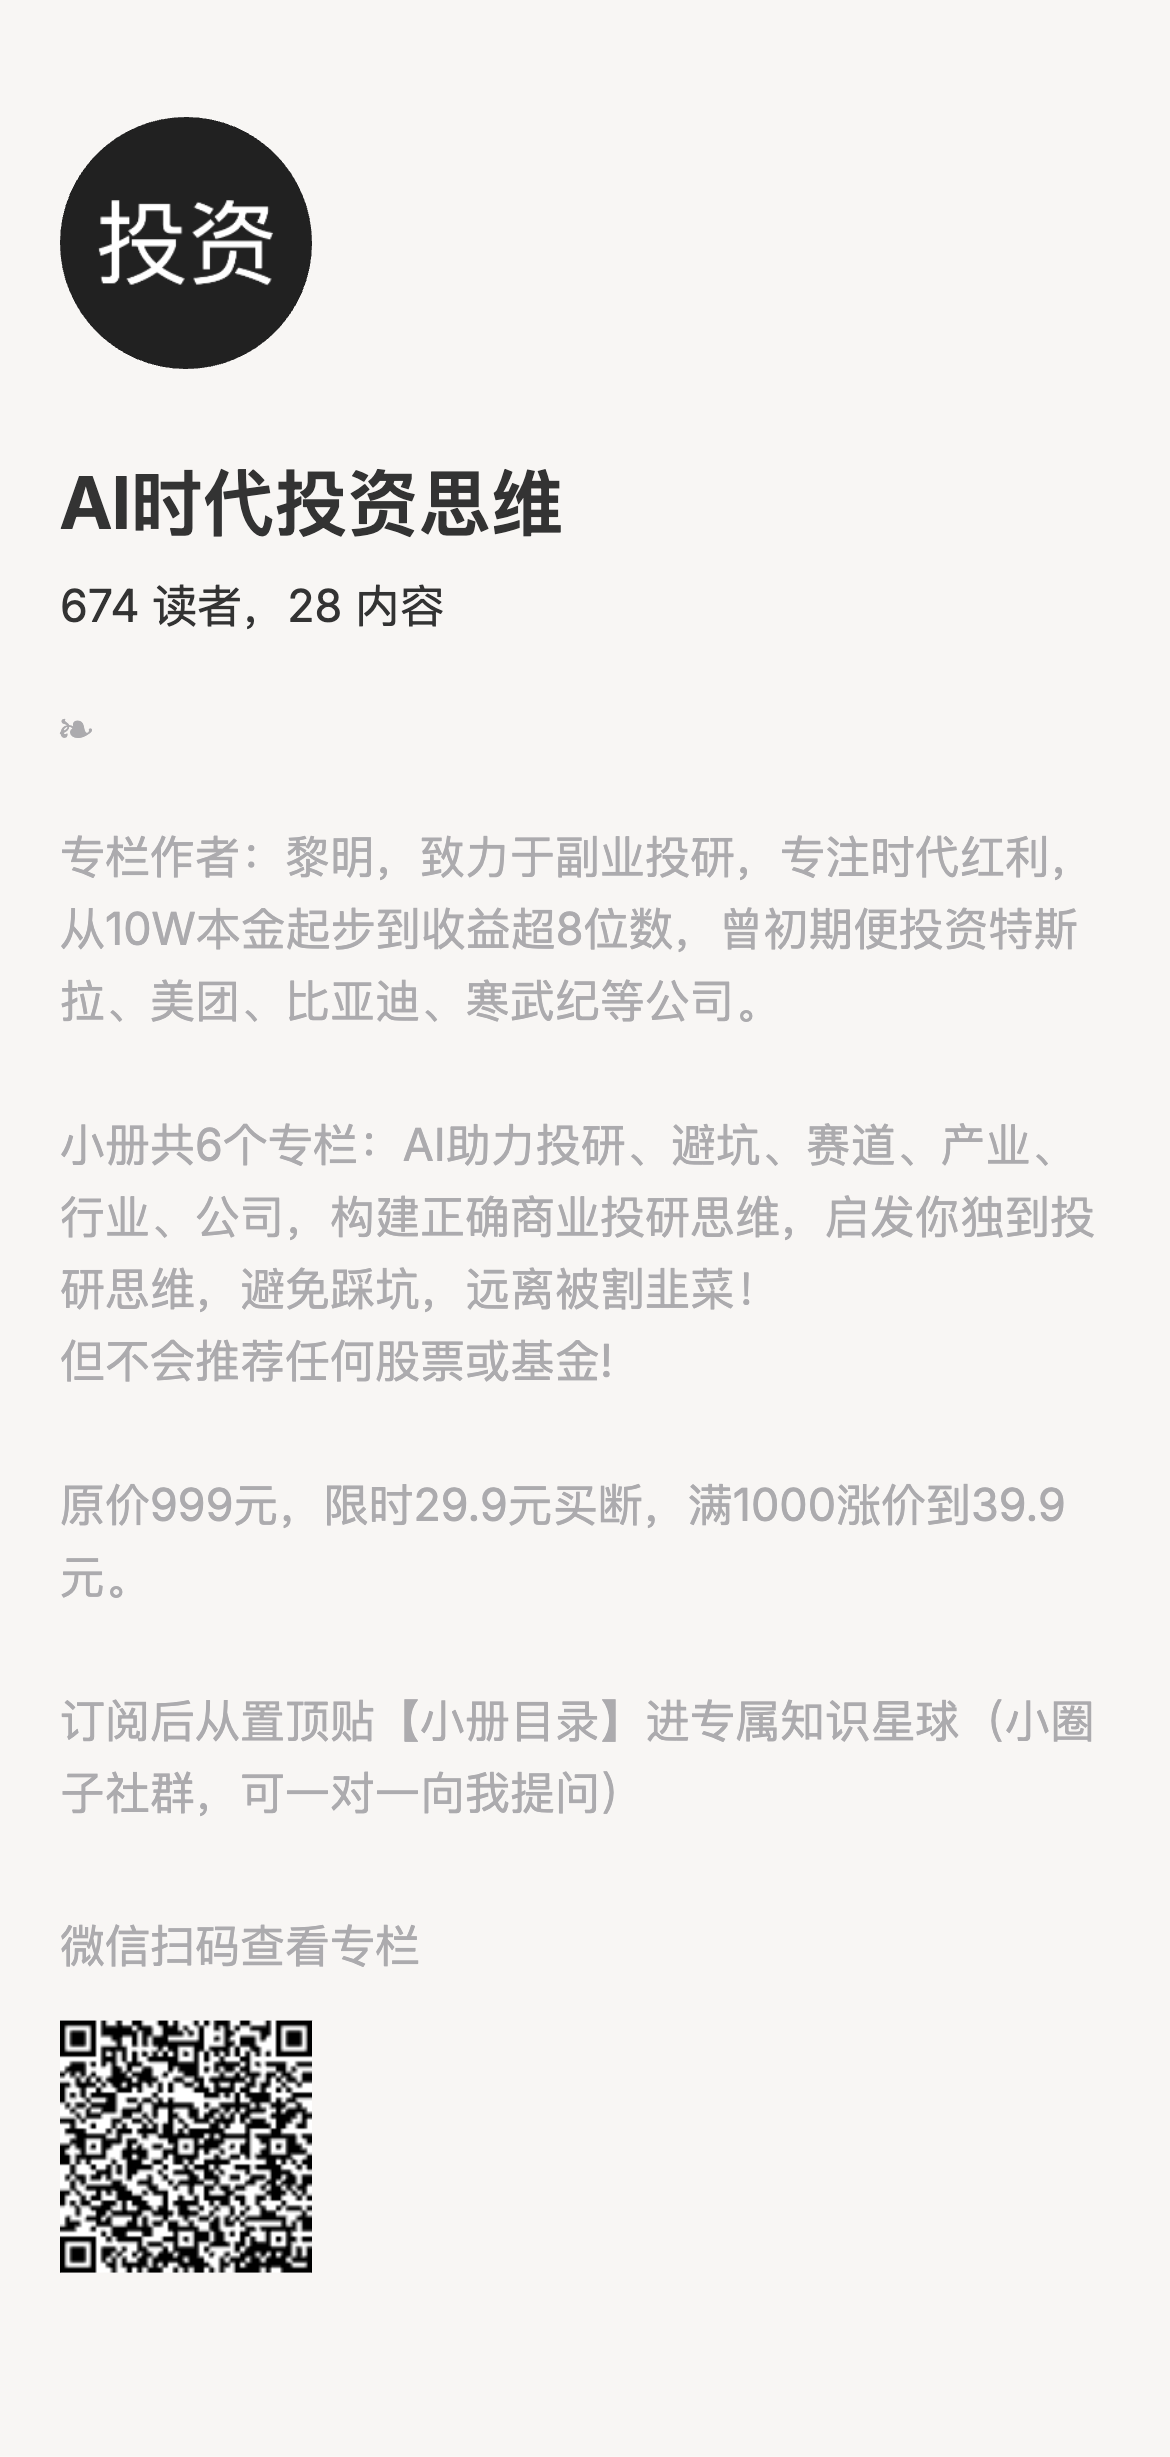 投资
AI时代投资思维
674 读者，28 内容
❧
专栏作者：黎明，致力于副业投研，专注时代红利，
从10W本金起步到收益超8位数，曾初期便投资特斯
拉、美团、比亚迪、寒武纪等公司。
小册共6个专栏：AI助力投研、避坑、赛道、产业、
行业、公司，构建正确商业投研思维，启发你独到投
研思维，避免踩坑，远离被割韭菜！
但不会推荐任何股票或基金!
原价999元，限时29.9元买断，满1000涨价到39.9
元。
订阅后从置顶贴【小册目录】进专属知识星球（小圈
子社群，可一对一向我提问）
微信扫码查看专栏